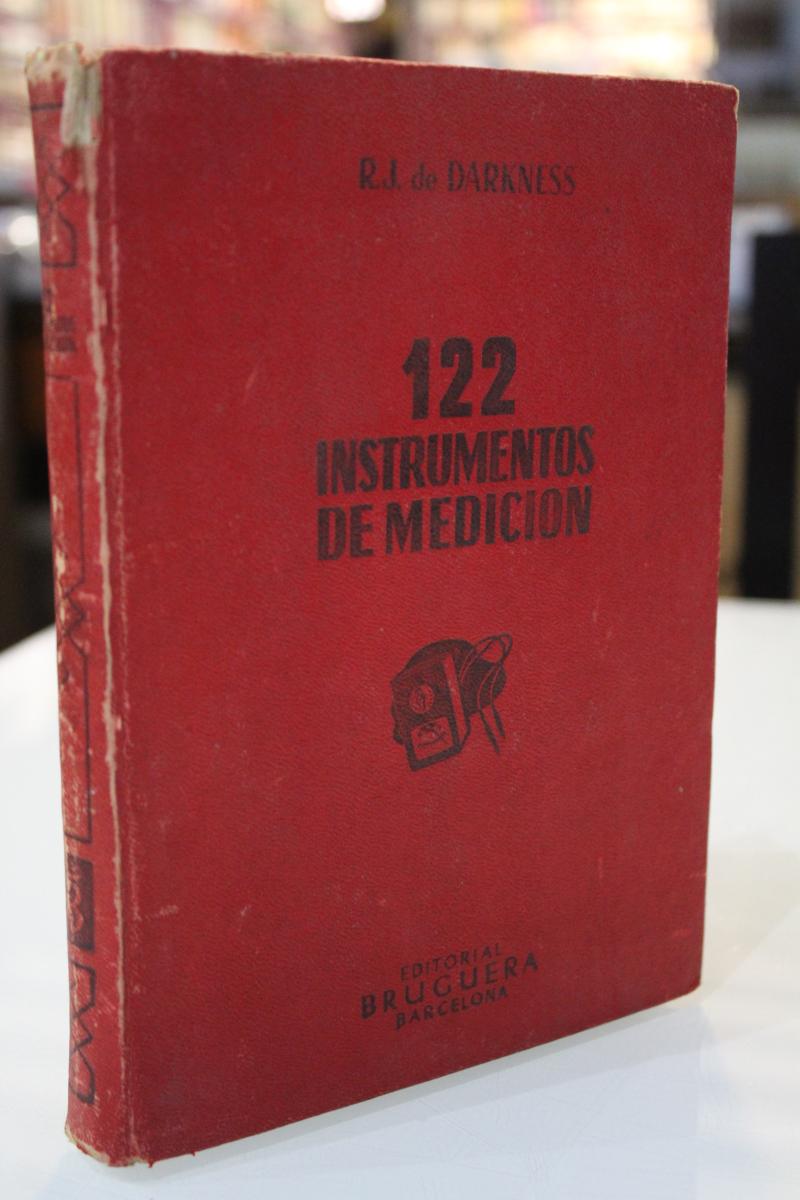 R.J. de DARKNESS
122
INSTRUMENTOS
DE MEDICION
EDITORIAL
BRUGUERA
BARCELONA